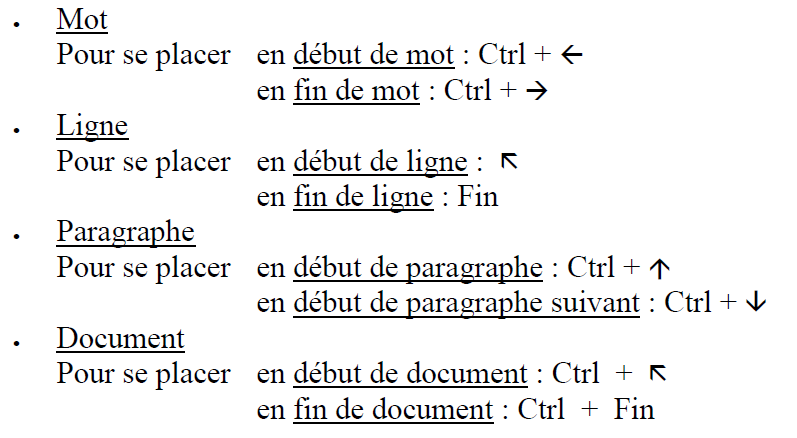 • Mot
Pour se placer en début de mot : Ctrl + ←
en fin de mot : Ctrl + →
• Ligne
Pour se placer en début de ligne : ↖
en fin de ligne : Fin
• Paragraphe
Pour se placer en début de paragraphe : Ctrl + ↑
en début de paragraphe suivant : Ctrl + ↓
• Document
Pour se placer en début de document : Ctrl + ↖
en fin de document : Ctrl + Fin